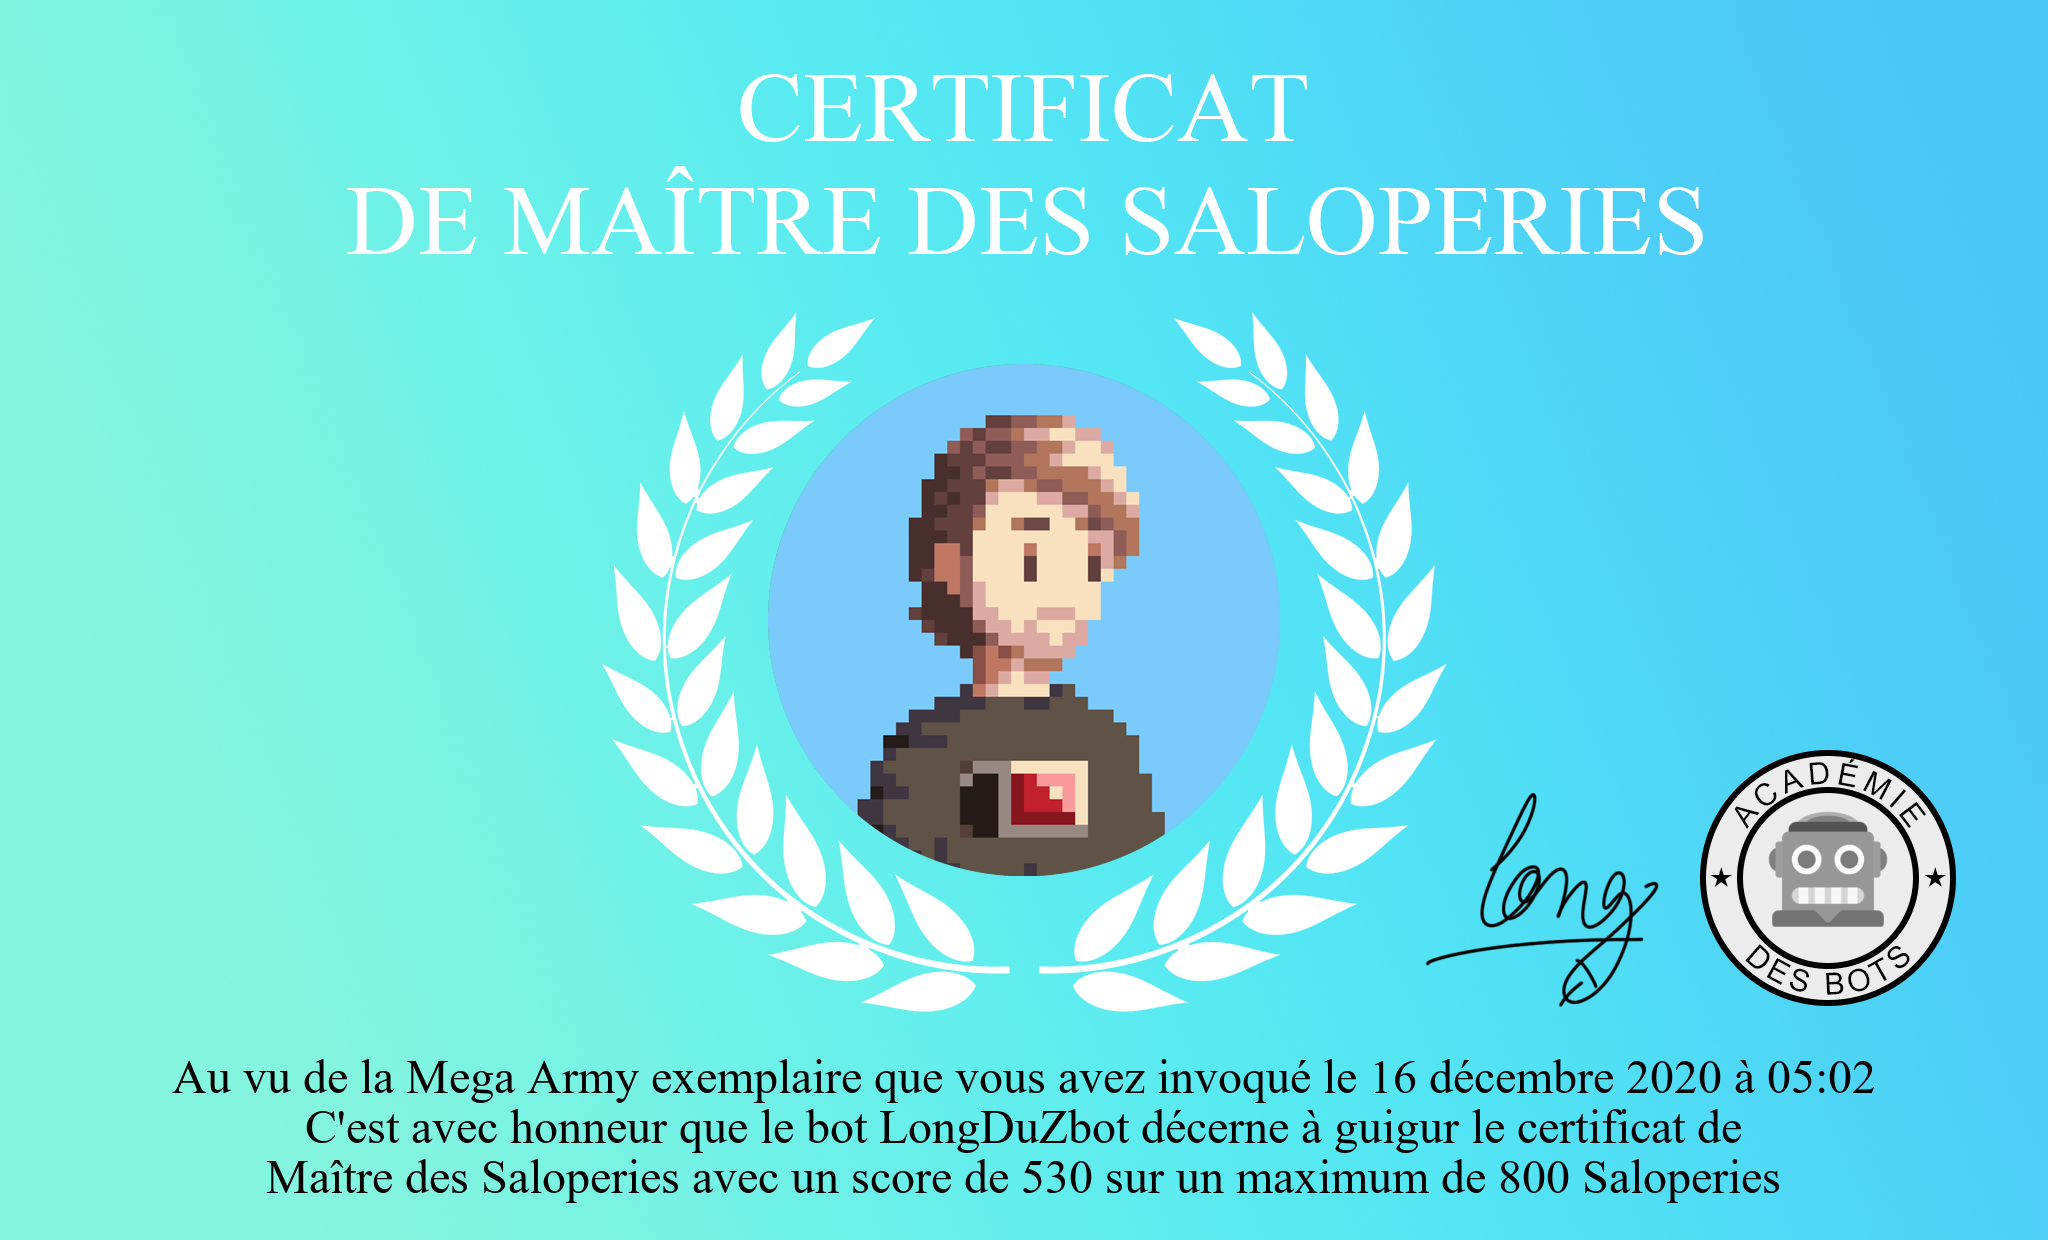 CERTIFICAT
DE MAÎTRE DES SALOPERIES
Long
ACADÉMIE
DES BOTS
Au vu de la Mega Army exemplaire que vous avez invoqué le 16 décembre 2020 à 05:02
C'est avec honneur que le bot LongDuZbot décerne à guigur le certificat de
Maître des Saloperies avec un score de 530 sur un maximum de 800 Saloperies